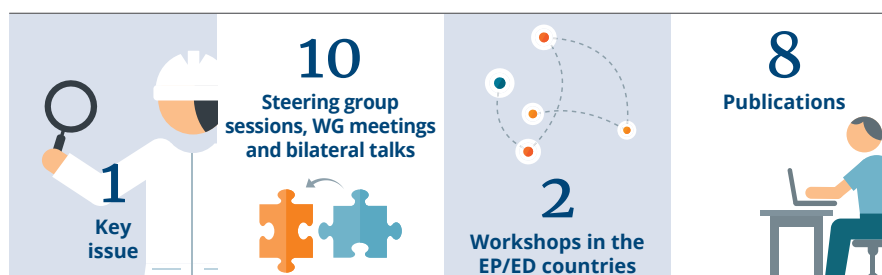 1
Key
issue
10
Steering group
sessions, WG meetings
and bilateral talks
2
Workshops in the
EP/ED countries
8
Publications